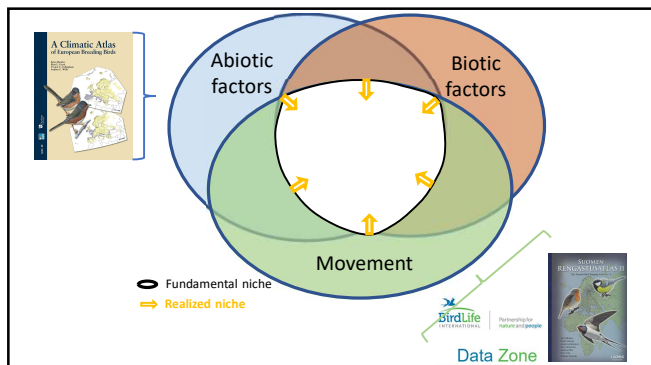 A Climatic Atlas
of European Breeding Birds
Abiotic
factors
Biotic
factors
Movement
Fundamental niche
Realized niche
BirdLife
INTERNATIONAL
Partnership for
nature and people
Data Zone
SUOMEN
RENGASTUSATLAS II